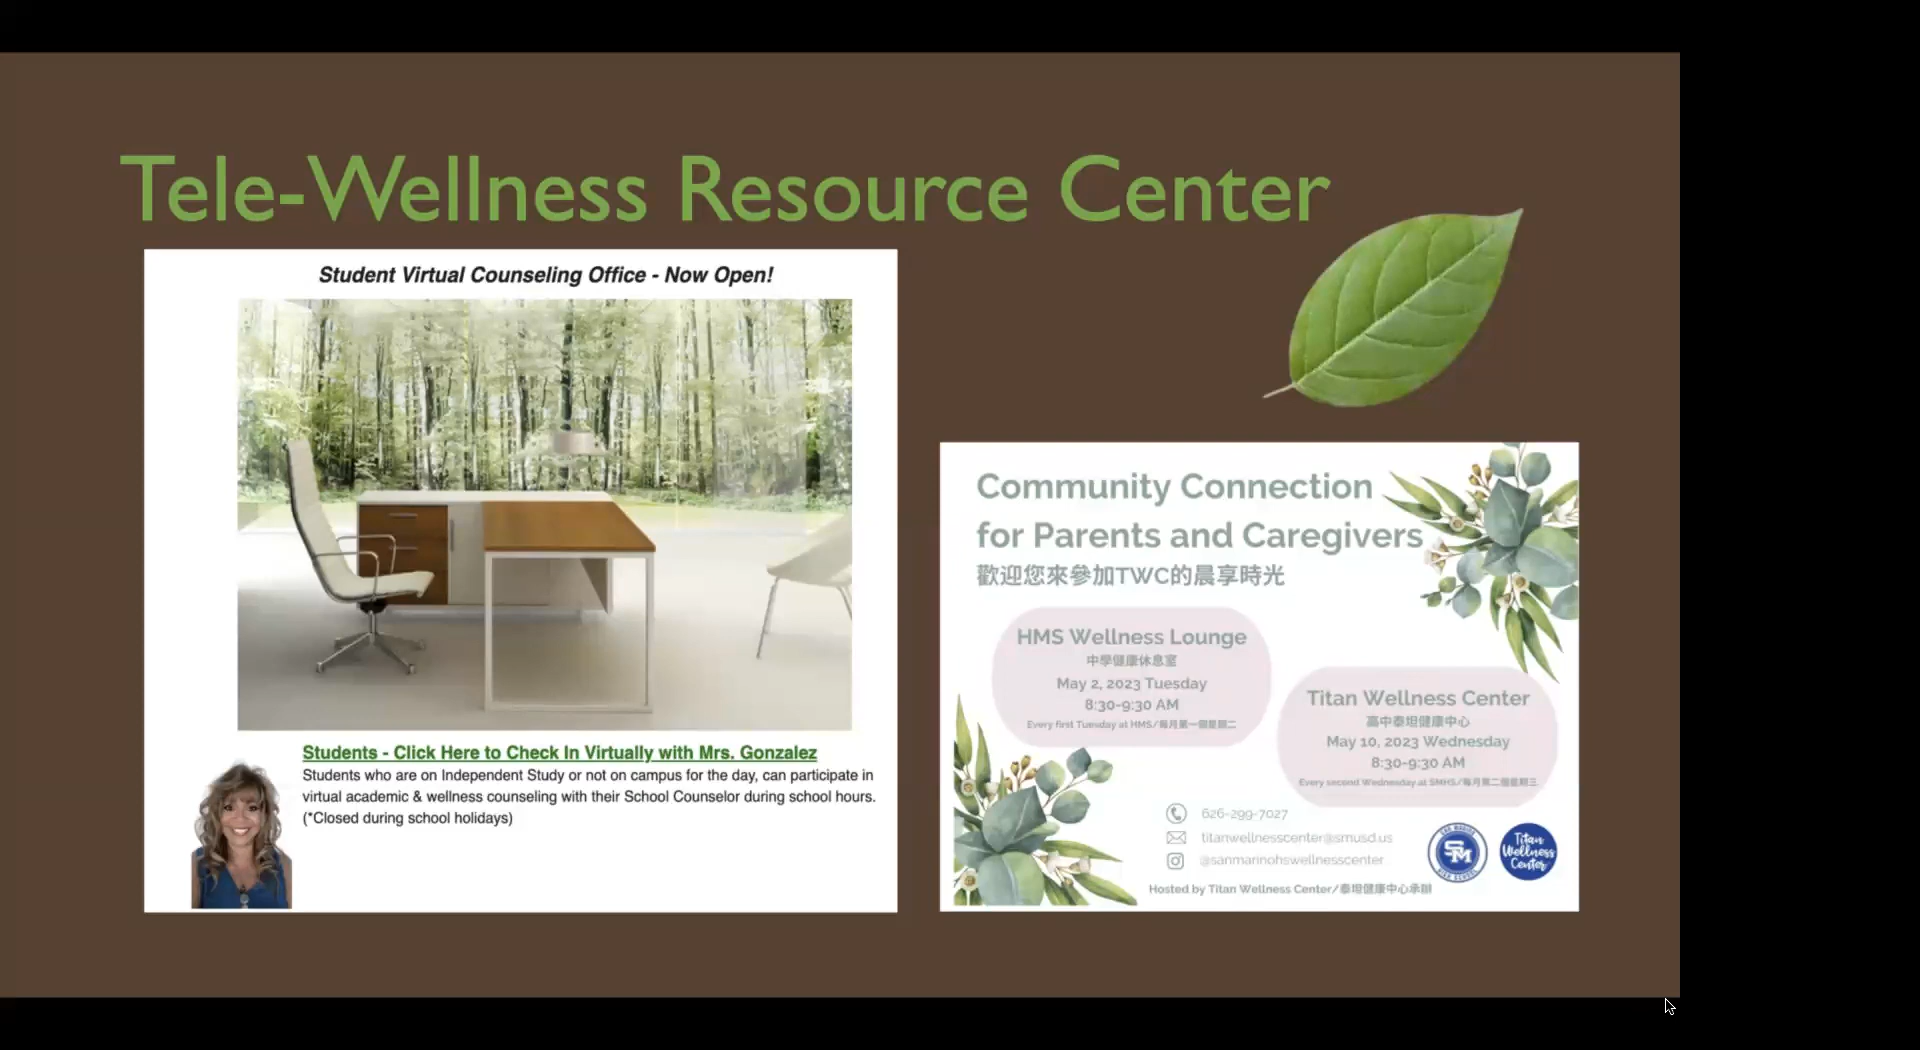 Tele-Wellness Resource Center
Student Virtual Counseling Office - Now Open!
Students - Click Here to Check In Virtually with Mrs. Gonzalez
Students who are on Independent Study or not on campus for the day, can participate in
virtual academic & wellness counseling with their School Counselor during school hours.
(*Closed during school holidays)
Community Connection
for Parents and Caregivers
歡迎您來參加TWC的晨享時光
HMS Wellness Lounge
中學健康休息室
May 2, 2023 Tuesday
8:30-9:30 AM
Every first Tuesday at HMS/每月第一個星期二
Titan Wellness Center
高中泰坦健康中心
May 10, 2023 Wednesday
8:30-9:30 AM
Every second Wednesday at SMHS/每月第二個星期三
626-299-7027
titanwellnesscenter@smusd.us
@sanmarinohswellnesscenter
Hosted by Titan Wellness Center/泰坦健康中心承辦
SAN MARINO
SM
HIGH SCHOOL
Titan
Wellness
Center